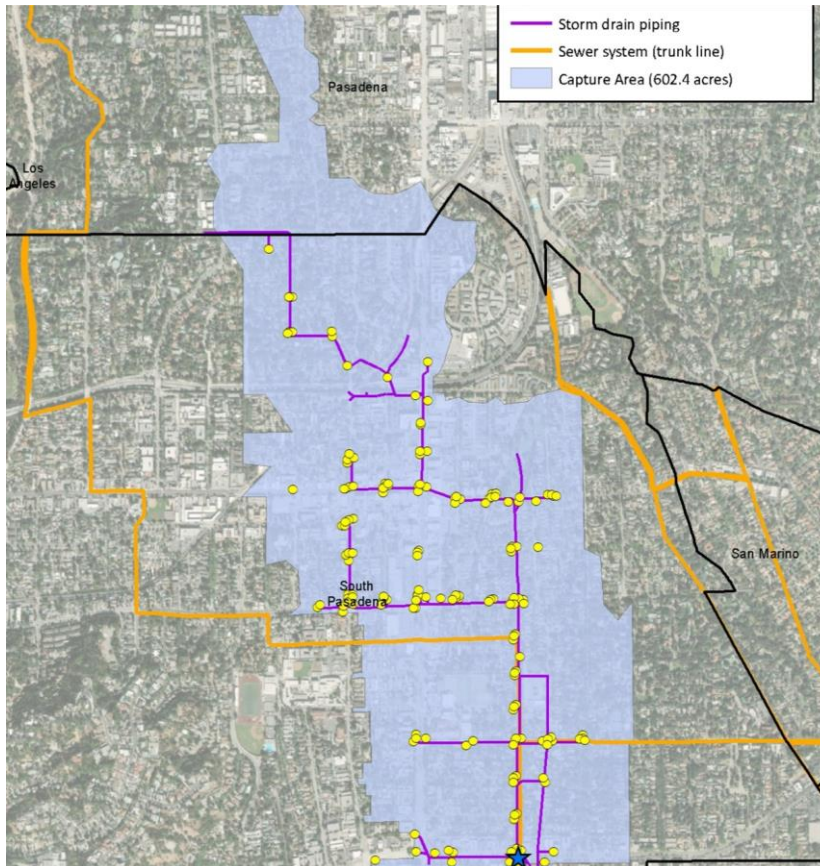 Storm drain piping
Sewer system (trunk line)
Capture Area (602.4 acres)
Pasadena
Los
Angeles
San Marino
South
Pasadena